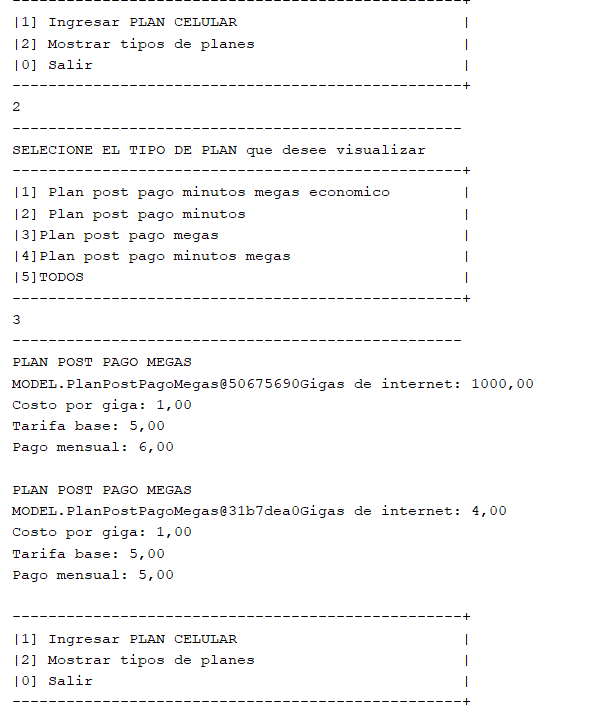 --------------------------------------------------+
|1] Ingresar PLAN CELULAR                         |
|2] Mostrar tipos de planes                       |
|0] Salir                                         |
--------------------------------------------------+
2
--------------------------------------------------
SELECIONE EL TIPO DE PLAN que desee visualizar
--------------------------------------------------+
|1] Plan post pago minutos megas economico        |
|2] Plan post pago minutos                        |
|3]Plan post pago megas                           |
|4]Plan post pago minutos megas                   |
|5]TODOS                                          |
--------------------------------------------------+
3
--------------------------------------------------
PLAN POST PAGO MEGAS
MODEL.PlanPostPagoMegas@50675690Gigas de internet: 1000,00
Costo por giga: 1,00
Tarifa base: 5,00
Pago mensual: 6,00

PLAN POST PAGO MEGAS
MODEL.PlanPostPagoMegas@31b7dea0Gigas de internet: 4,00
Costo por giga: 1,00
Tarifa base: 5,00
Pago mensual: 5,00

--------------------------------------------------+
|1] Ingresar PLAN CELULAR                         |
|2] Mostrar tipos de planes                       |
|0] Salir                                         |
--------------------------------------------------+